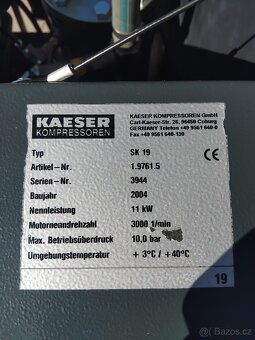 KAESER
KOMPRESSOREN
KAESER KOMPRESSOREN GmbH
Carl-Kaeser-Str. 26, 96450 Coburg
GERMANY Telefon +49 9561 640-0
Fax +49 9561 640-130
Typ SK 19 CE
Artikel-Nr. 1.9761.5
Serien-Nr. 3944
Baujahr 2004
Nennleistung 11 kW
Motornenndrehzahl 3000 1/min
Max. Betriebsüberdruck 10,0 bar
Umgebungstemperatur + 3°C / +40°C
19
Bazoš.cz